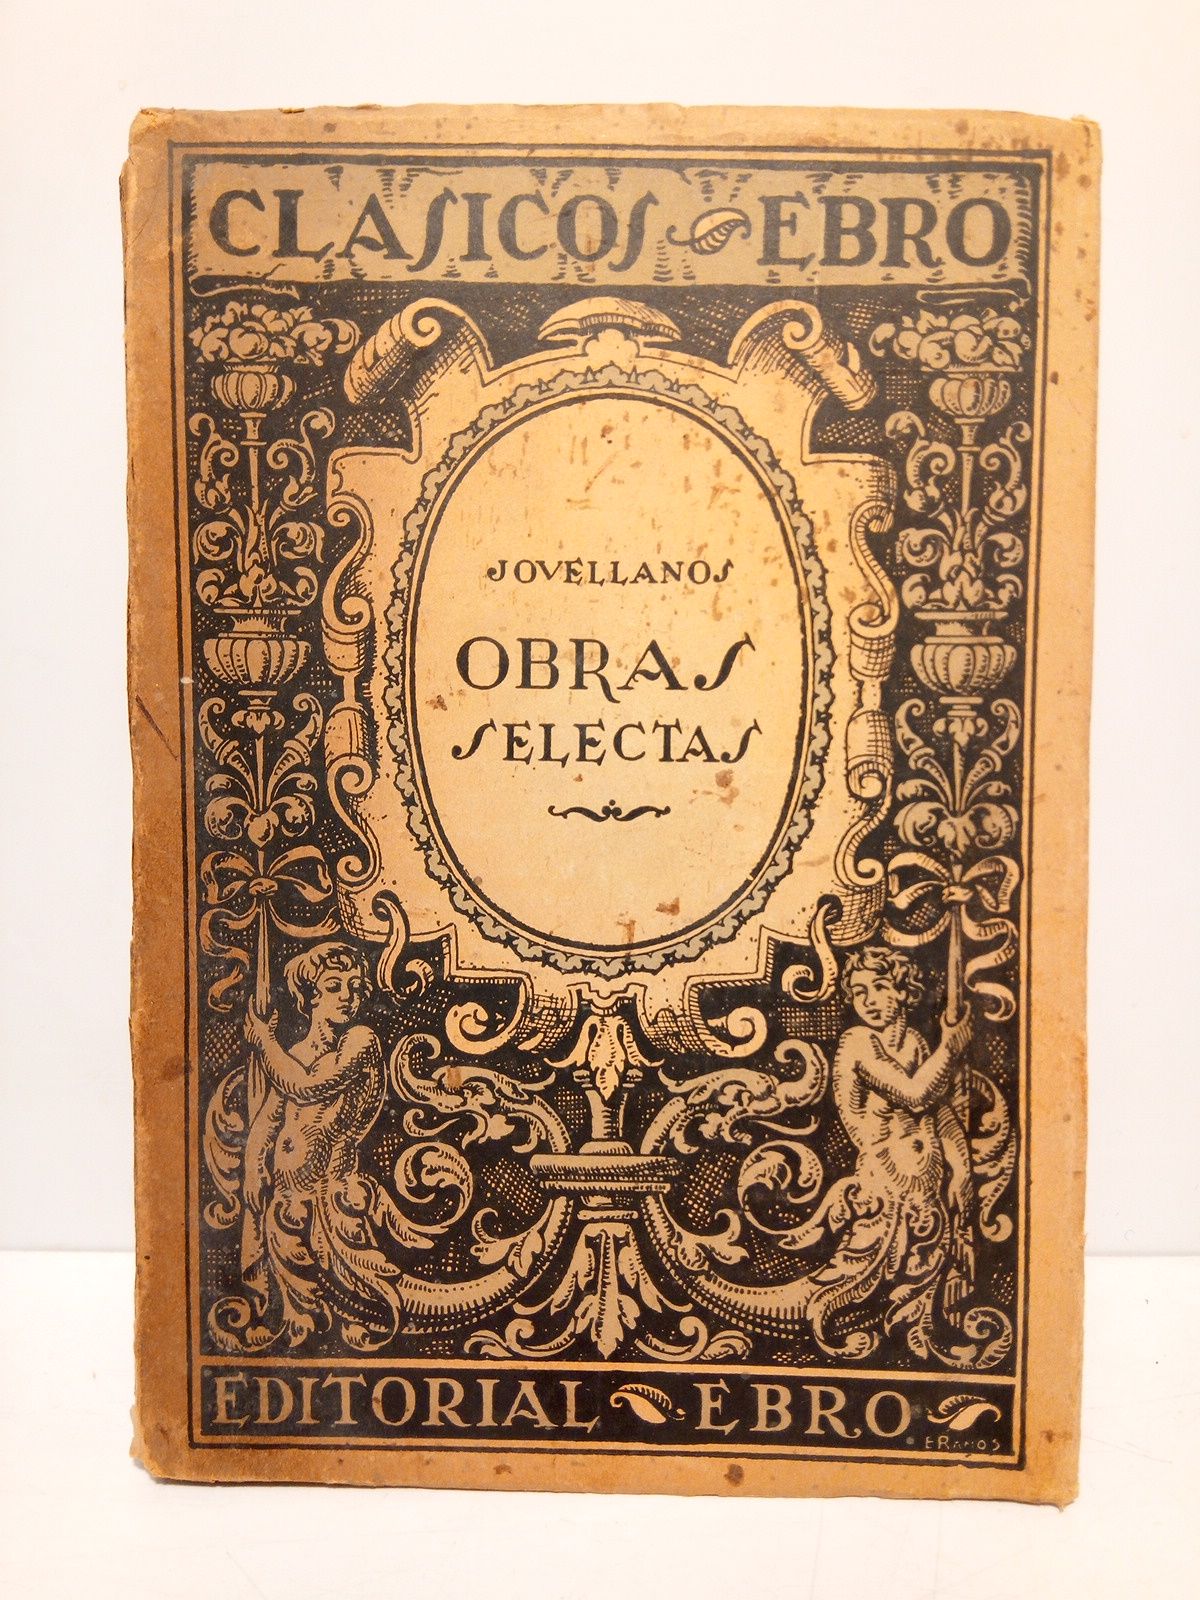 CLASICOS EBRO
JOVELLANOS
OBRAS
SELECTAS
EDITORIAL EBRO
E RAMOS